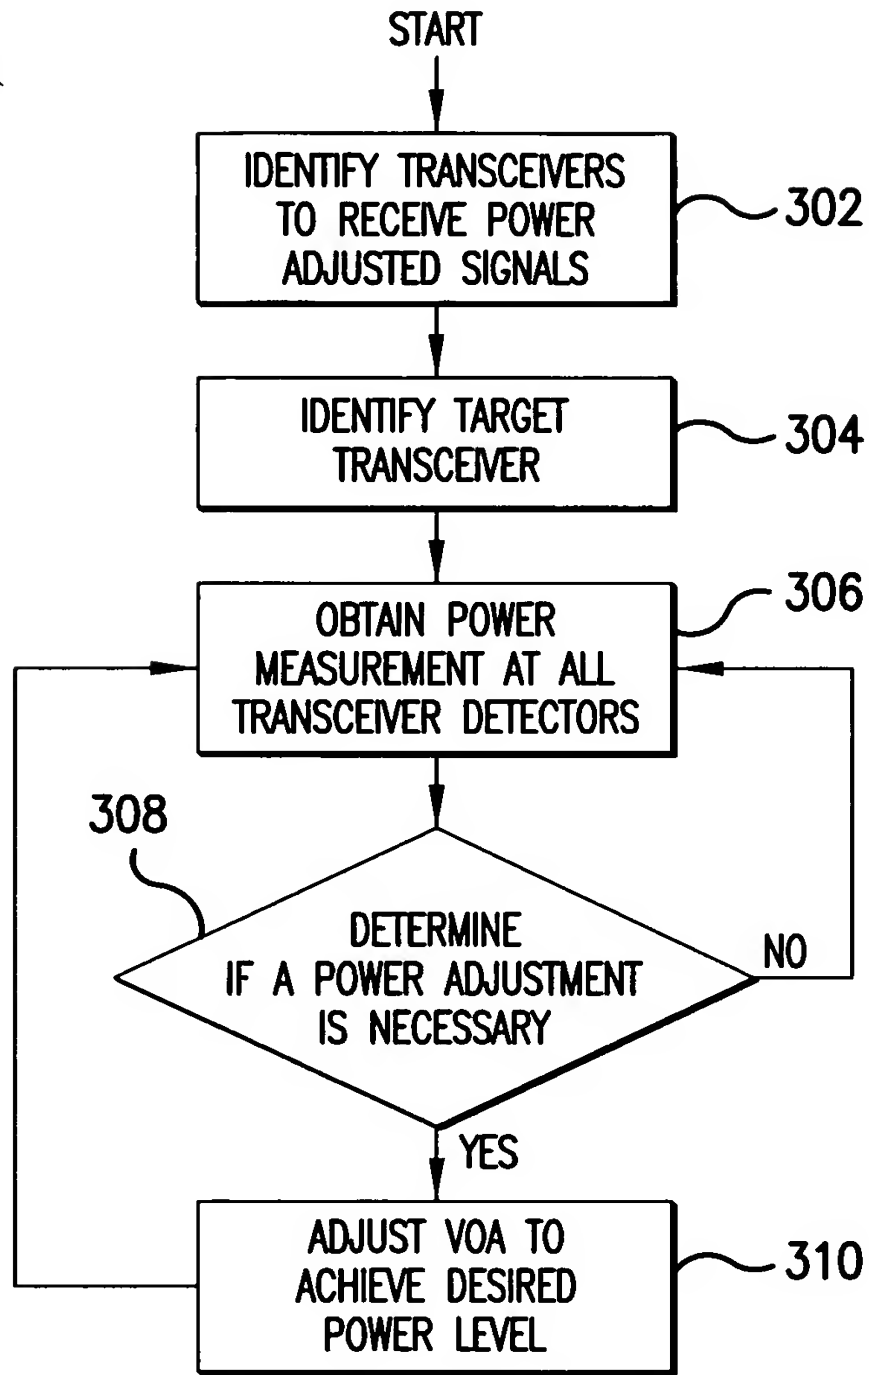 START
IDENTIFY TRANSCEIVERS
TO RECEIVE POWER
ADJUSTED SIGNALS
302
IDENTIFY TARGET
TRANSCEIVER
304
OBTAIN POWER
MEASUREMENT AT ALL
TRANSCEIVER DETECTORS
306
308
DETERMINE
IF A POWER ADJUSTMENT
IS NECESSARY
NO
YES
ADJUST VOA TO
ACHIEVE DESIRED
POWER LEVEL
310